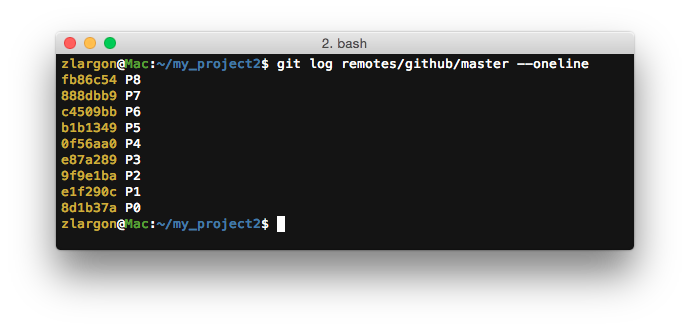 2. bash
zlargon@Mac:~/my_project2$ git log remotes/github/master --oneline
fb86c54 P8
888dbb9 P7
c4509bb P6
b1b1349 P5
0f56aa0 P4
e87a289 P3
9f9e1ba P2
e1f290c P1
8d1b37a P0
zlargon@Mac:~/my_project2$